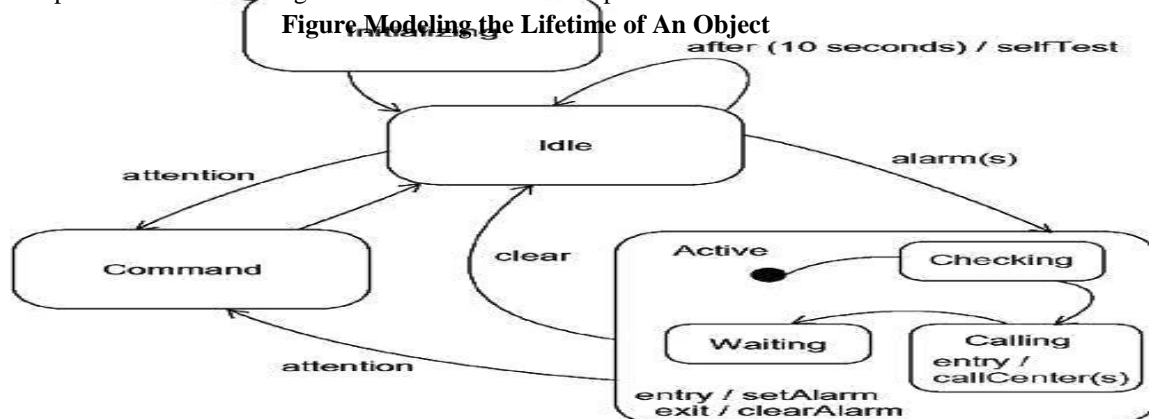 Figure Modeling the Lifetime of An Object
Initializing
after (10 seconds) / selfTest
Idle
alarm(s)
attention
Active
Checking
clear
Command
Waiting
Calling
entry /
callCenter(s)
attention
entry / setAlarm
exit / clearAlarm